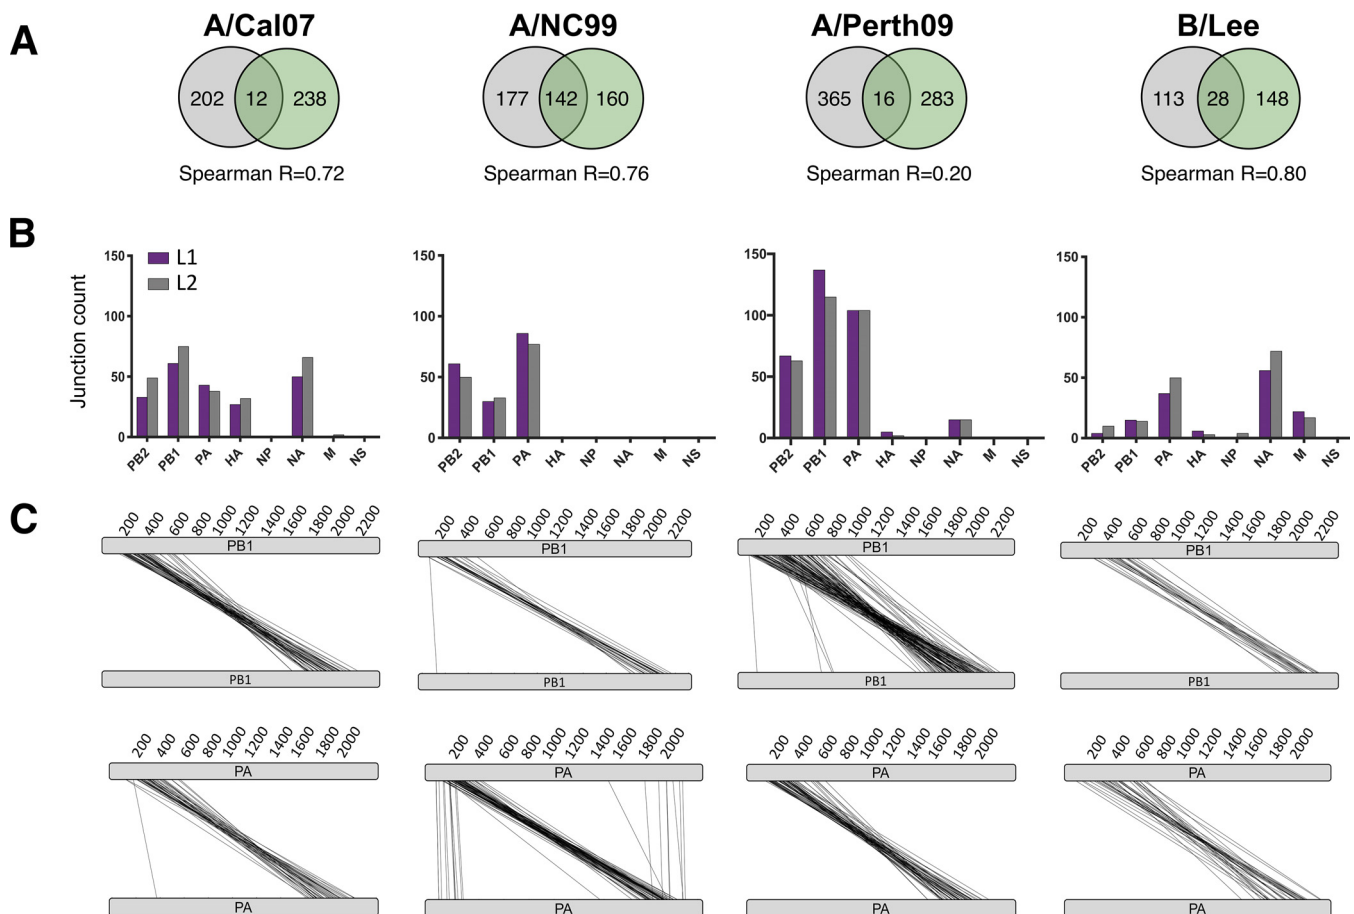 A
A/Cal07 A/NC99 A/Perth09 B/Lee
202 12 238 177 142 160 365 16 283 113 28 148
Spearman R=0.72 Spearman R=0.76 Spearman R=0.20 Spearman R=0.80
B
Junction count
L1
L2
150 150 150 150
100 100 100 100
50 50 50 50
0 0 0 0
PB2 PB1 PA HA NP NA M NS PB2 PB1 PA HA NP NA M NS PB2 PB1 PA HA NP NA M NS PB2 PB1 PA HA NP NA M NS
C
200 400 600 800 1000 1200 1400 1600 1800 2000 2200 200 400 600 800 1000 1200 1400 1600 1800 2000 2200 200 400 600 800 1000 1200 1400 1600 1800 2000 2200 200 400 600 800 1000 1200 1400 1600 1800 2000 2200
PB1 PB1 PB1 PB1
PB1 PB1 PB1 PB1
200 400 600 800 1000 1200 1400 1600 1800 2000 200 400 600 800 1000 1200 1400 1600 1800 2000 200 400 600 800 1000 1200 1400 1600 1800 2000 200 400 600 800 1000 1200 1400 1600 1800 2000
PA PA PA PA
PA PA PA PA